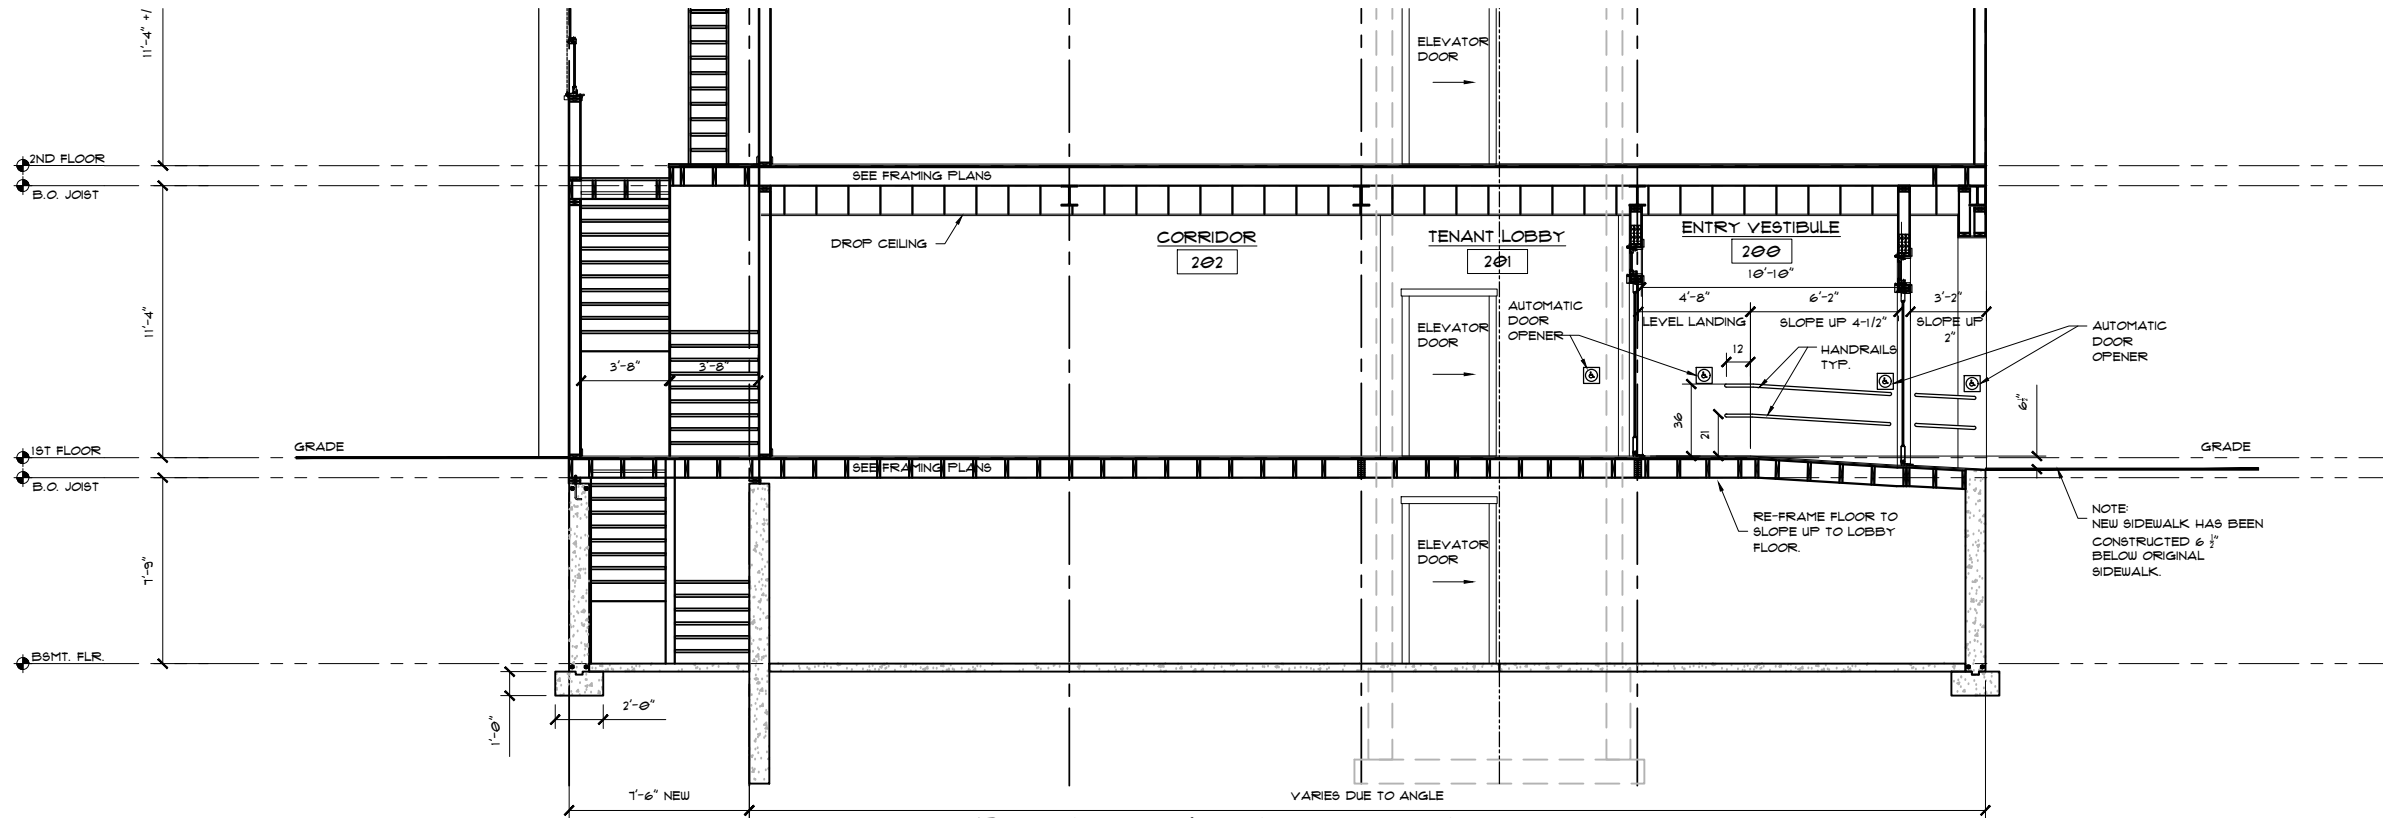 11'-4" +/
ELEVATOR
DOOR
2ND FLOOR
B.O. JOIST
SEE FRAMING PLANS
DROP CEILING
CORRIDOR
202
TENANT LOBBY
201
ENTRY VESTIBULE
200
10'-10"
4'-8"
6'-2"
3'-2"
LEVEL LANDING
SLOPE UP 4-1/2"
SLOPE UP
2"
AUTOMATIC
DOOR
OPENER
ELEVATOR
DOOR
AUTOMATIC
DOOR
OPENER
12
HANDRAILS
TYP.
11'-4"
3'-8"
3'-8"
36
21
6½"
GRADE
1ST FLOOR
SEE FRAMING PLANS
GRADE
B.O. JOIST
NOTE:
NEW SIDEWALK HAS BEEN
CONSTRUCTED 6 ½"
BELOW ORIGINAL
SIDEWALK.
RE-FRAME FLOOR TO
SLOPE UP TO LOBBY
FLOOR.
ELEVATOR
DOOR
7'-9"
BSMT. FLR.
2'-0"
1'-0"
7'-6" NEW
VARIES DUE TO ANGLE